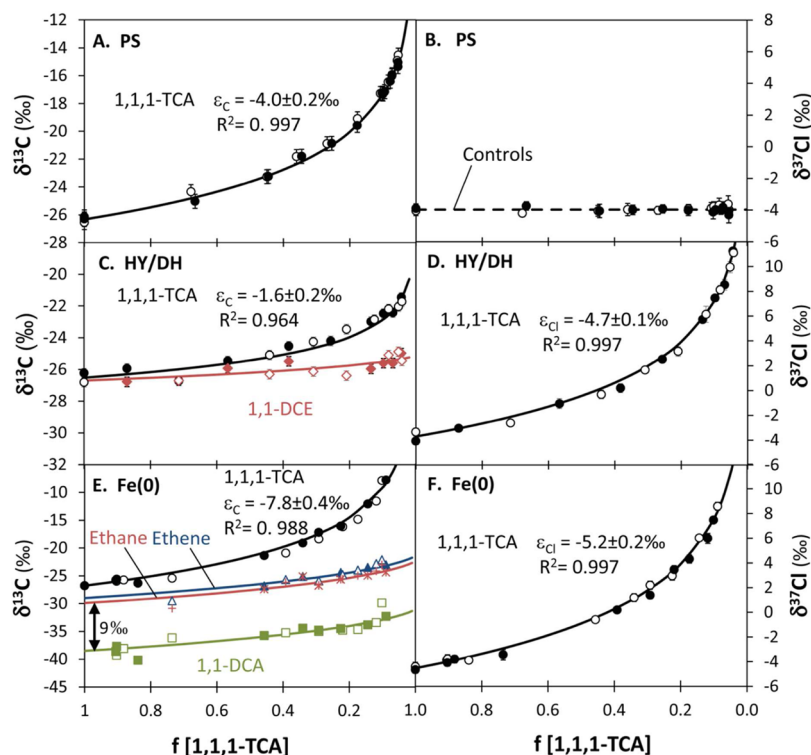 A. PS
1,1,1-TCA εC = -4.0±0.2‰
R²= 0. 997
δ¹³C (‰)
-12
-14
-16
-18
-20
-22
-24
-26
-28
B. PS
Controls
δ³⁷Cl (‰)
8
6
4
2
0
-2
-4
-6
C. HY/DH
1,1,1-TCA εC = -1.6±0.2‰
R²= 0.964
1,1-DCE
δ¹³C (‰)
-20
-22
-24
-26
-28
-30
-32
D. HY/DH
1,1,1-TCA εCl = -4.7±0.1‰
R²= 0.997
δ³⁷Cl (‰)
10
8
6
4
2
0
-2
-4
-6
E. Fe(0)
1,1,1-TCA
εC = -7.8±0.4‰
R²= 0.988
Ethane Ethene
9‰
1,1-DCA
δ¹³C (‰)
-10
-15
-20
-25
-30
-35
-40
-45
1 0.8 0.6 0.4 0.2
f [1,1,1-TCA]
F. Fe(0)
1,1,1-TCA εCl = -5.2±0.2‰
R²= 0.997
δ³⁷Cl (‰)
10
8
6
4
2
0
-2
-4
-6
1.0 0.8 0.6 0.4 0.2 0.0
f [1,1,1-TCA]